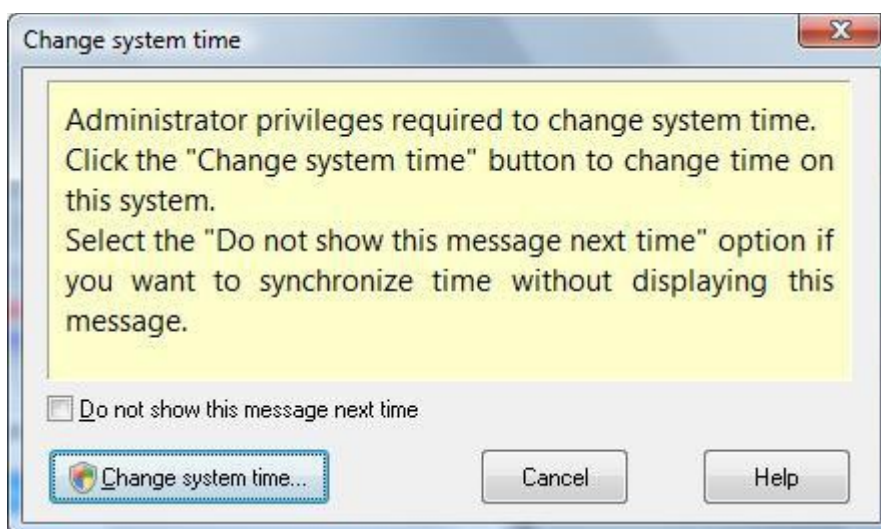 Change system time
Administrator privileges required to change system time.
Click the "Change system time" button to change time on
this system.
Select the "Do not show this message next time" option if
you want to synchronize time without displaying this
message.
Do not show this message next time
Change system time...
Cancel
Help